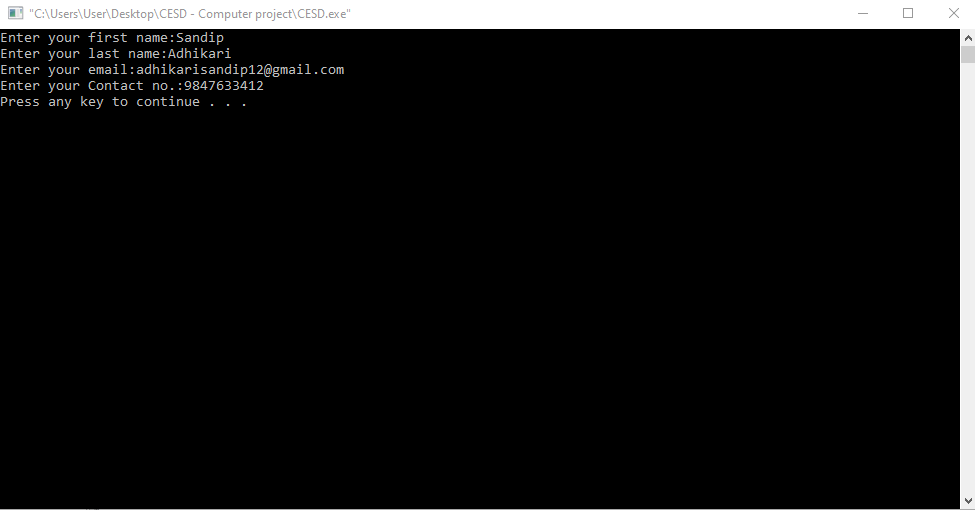 "C:\Users\User\Desktop\CESD - Computer project\CESD.exe"
Enter your first name:Sandip
Enter your last name:Adhikari
Enter your email:adhikarisandip12@gmail.com
Enter your Contact no.:9847633412
Press any key to continue . . .